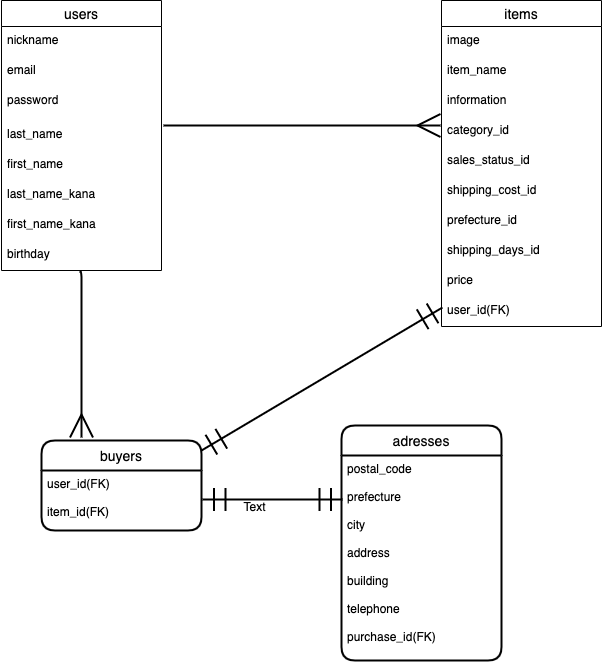 users
nickname
email
password
last_name
first_name
last_name_kana
first_name_kana
birthday
items
image
item_name
information
category_id
sales_status_id
shipping_cost_id
prefecture_id
shipping_days_id
price
user_id(FK)
buyers
user_id(FK)
item_id(FK)
Text
adresses
postal_code
prefecture
city
address
building
telephone
purchase_id(FK)